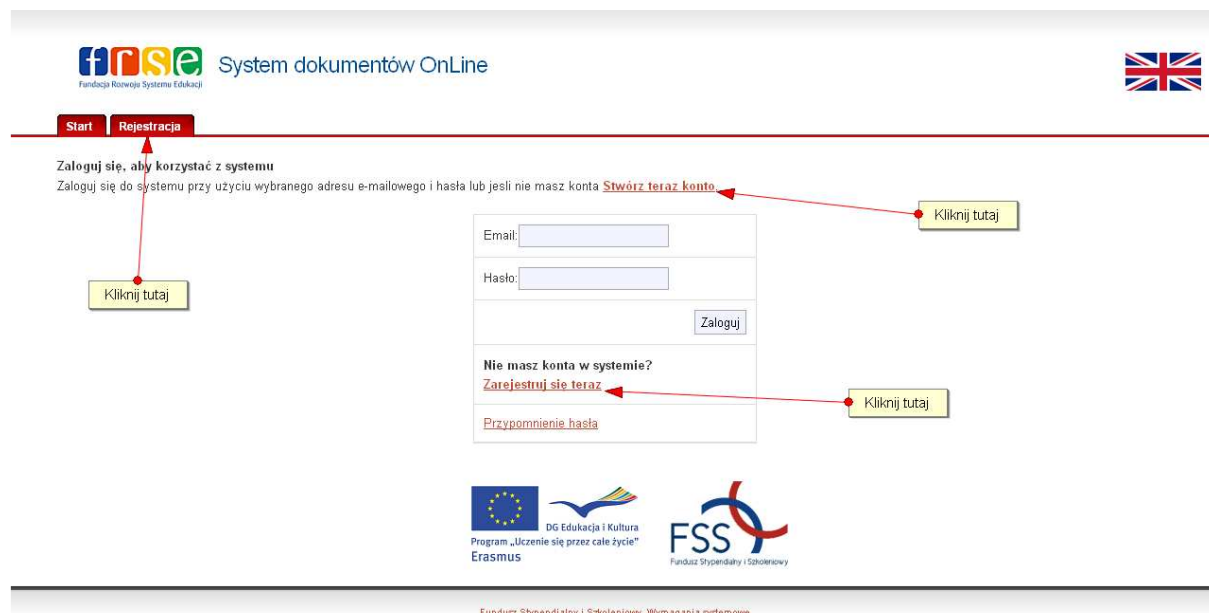 frse
Fundacja Rozwoju Systemu Edukacji
System dokumentów OnLine
Start
Rejestracja
Zaloguj się, aby korzystać z systemu
Zaloguj się do systemu przy użyciu wybranego adresu e-mailowego i hasła lub jesli nie masz konta Stwórz teraz konto.
Kliknij tutaj
Email:
Hasło:
Kliknij tutaj
Zaloguj
Nie masz konta w systemie?
Zarejestruj się teraz
Kliknij tutaj
Przypomnienie hasła
DG Edukacja i Kultura
Program „Uczenie się przez całe życie”
Erasmus
FSS
Fundusz Stypendialny i Szkoleniowy
Fundusz Stypendialny i Szkoleniowy Wymagania systemowe